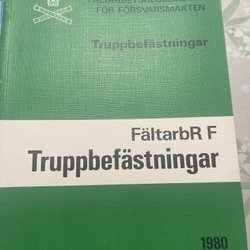 FÖR FÖRSVARSMAKTEN
Truppbefästningar
FältarbR F
Truppbefästningar
1980